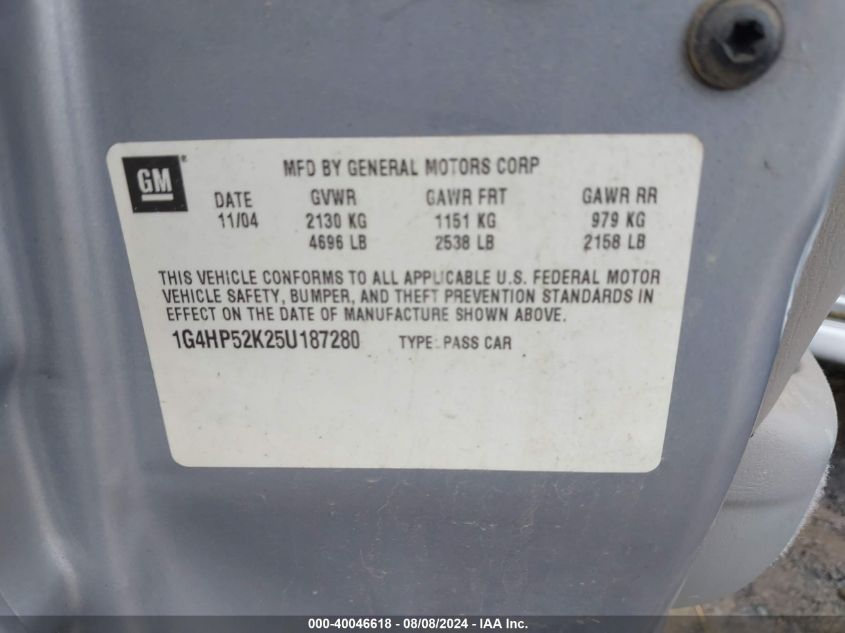 GM®
MFD BY GENERAL MOTORS CORP
DATE GVWR GAWR FRT GAWR RR
11/04 2130 KG 1151 KG 979 KG
4696 LB 2538 LB 2158 LB
THIS VEHICLE CONFORMS TO ALL APPLICABLE U.S. FEDERAL MOTOR
VEHICLE SAFETY, BUMPER, AND THEFT PREVENTION STANDARDS IN
EFFECT ON THE DATE OF MANUFACTURE SHOWN ABOVE.
1G4HP52K25U187280 TYPE: PASS CAR
000-40046618 - 08/08/2024 - IAA Inc.